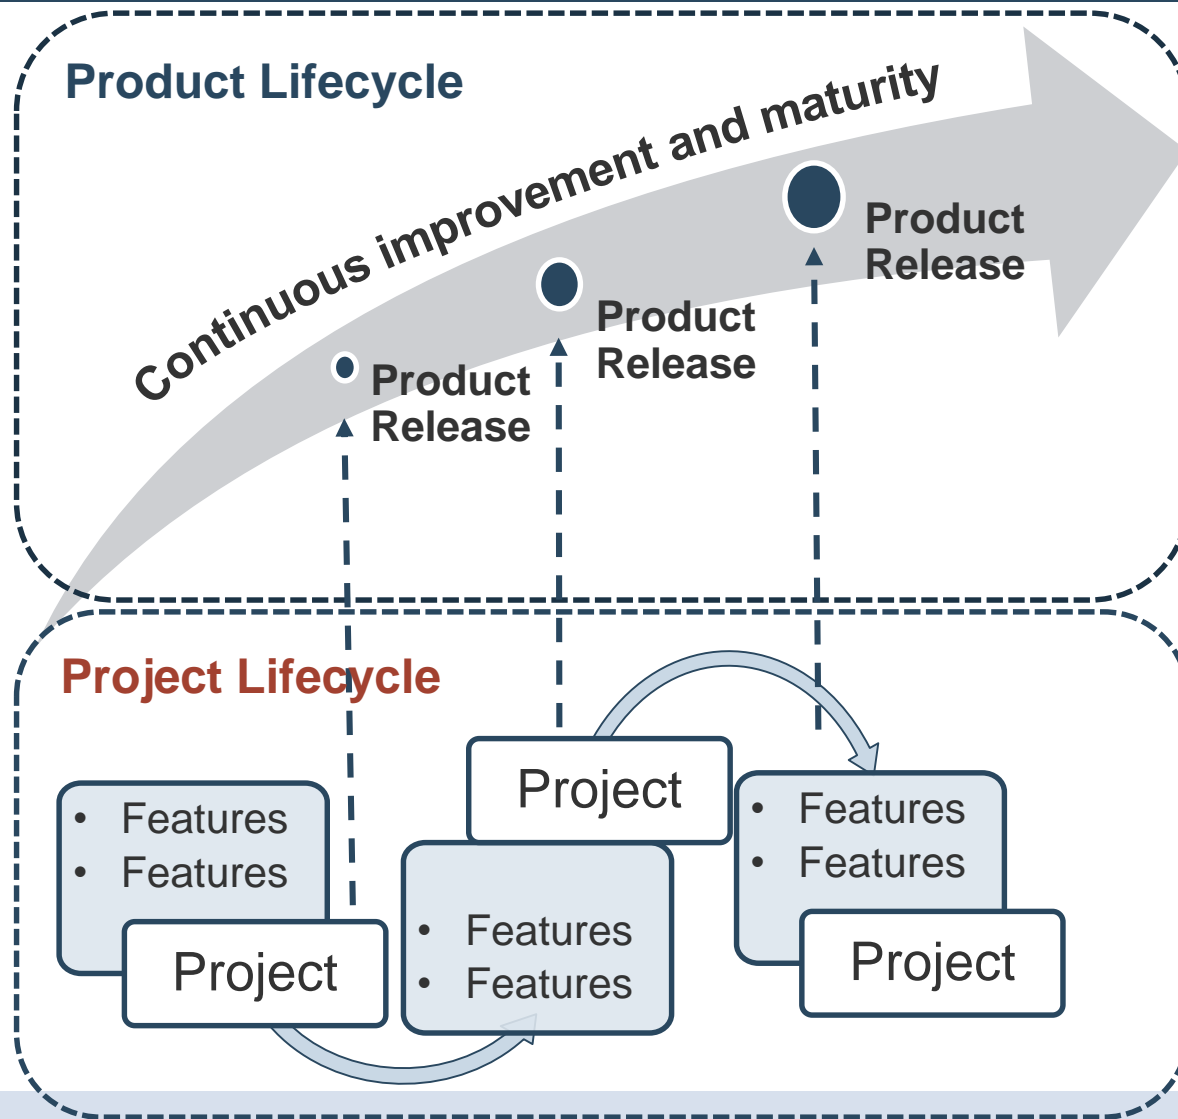 Product Lifecycle
Continuous improvement and maturity
Product
Release
Product
Release
Product
Release
Project Lifecycle
• Features
• Features
Project
Project
• Features
• Features
• Features
• Features
Project